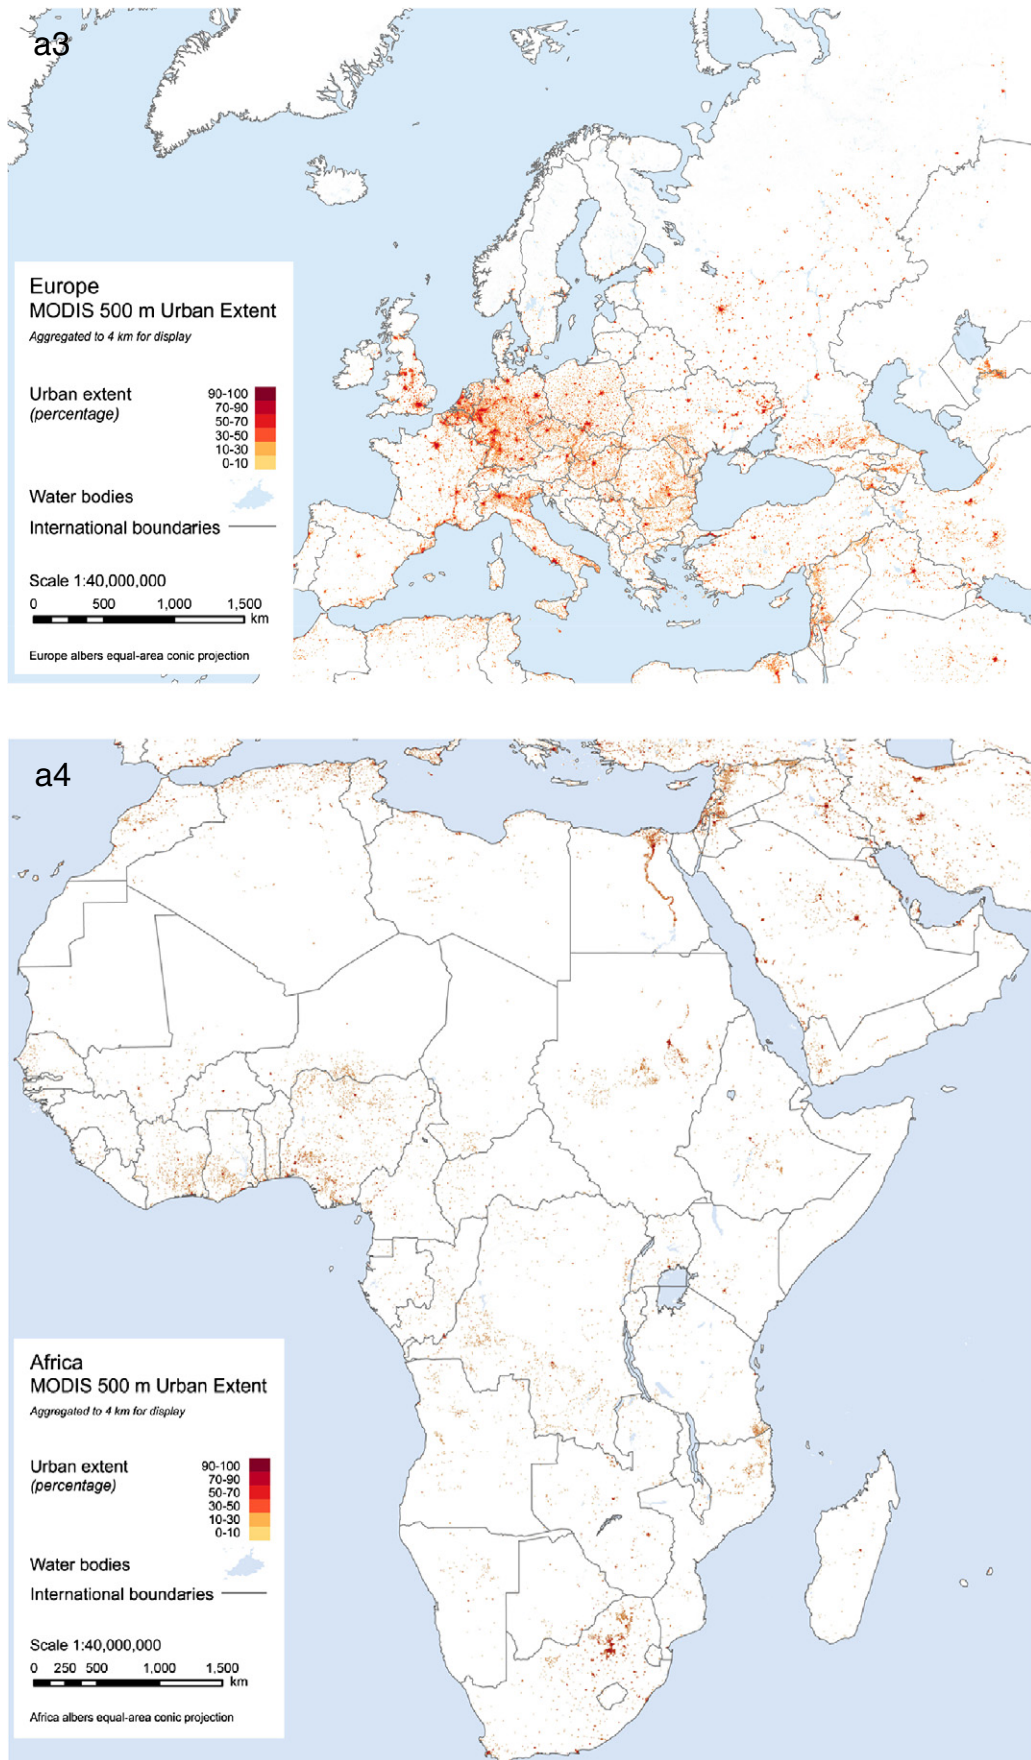 a3
Europe
MODIS 500 m Urban Extent
Aggregated to 4 km for display
Urban extent
(percentage)
90-100
70-90
50-70
30-50
10-30
0-10
Water bodies
International boundaries
Scale 1:40,000,000
0 500 1,000 1,500
km
Europe albers equal-area conic projection
a4
Africa
MODIS 500 m Urban Extent
Aggregated to 4 km for display
Urban extent
(percentage)
90-100
70-90
50-70
30-50
10-30
0-10
Water bodies
International boundaries
Scale 1:40,000,000
0 250 500 1,000 1,500
km
Africa albers equal-area conic projection